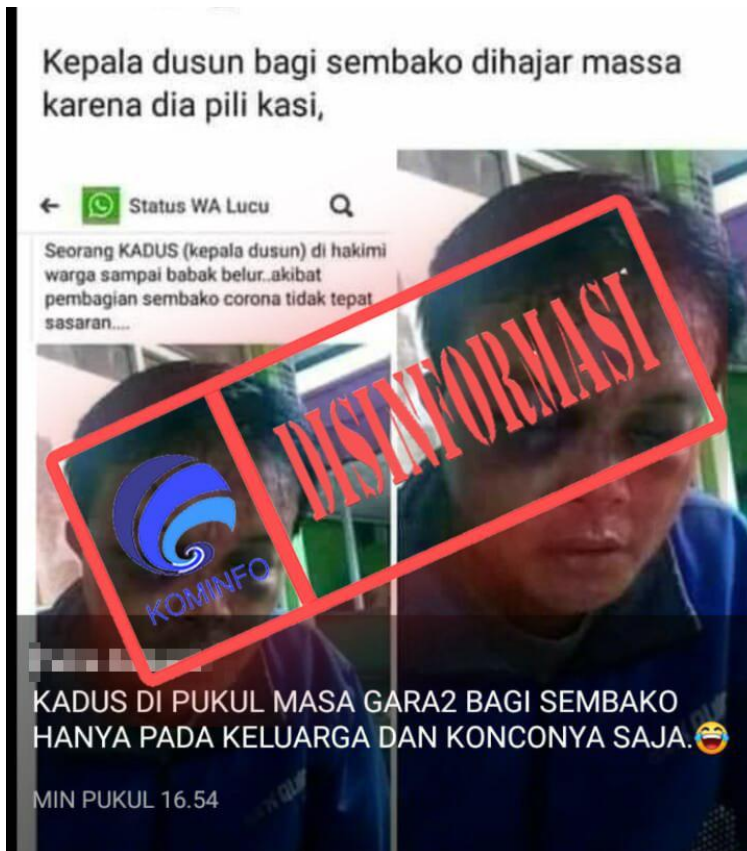 Kepala dusun bagi sembako dihajar massa
karena dia pili kasi,
Status WA Lucu
Seorang KADUS (kepala dusun) di hakimi
warga sampai babak belur..akibat
pembagian sembako corona tidak tepat
sasaran....
DISINFORMASI
KOMINFO
KADUS DI PUKUL MASA GARA2 BAGI SEMBAKO
HANYA PADA KELUARGA DAN KONCONYA SAJA.😂
MIN PUKUL 16.54